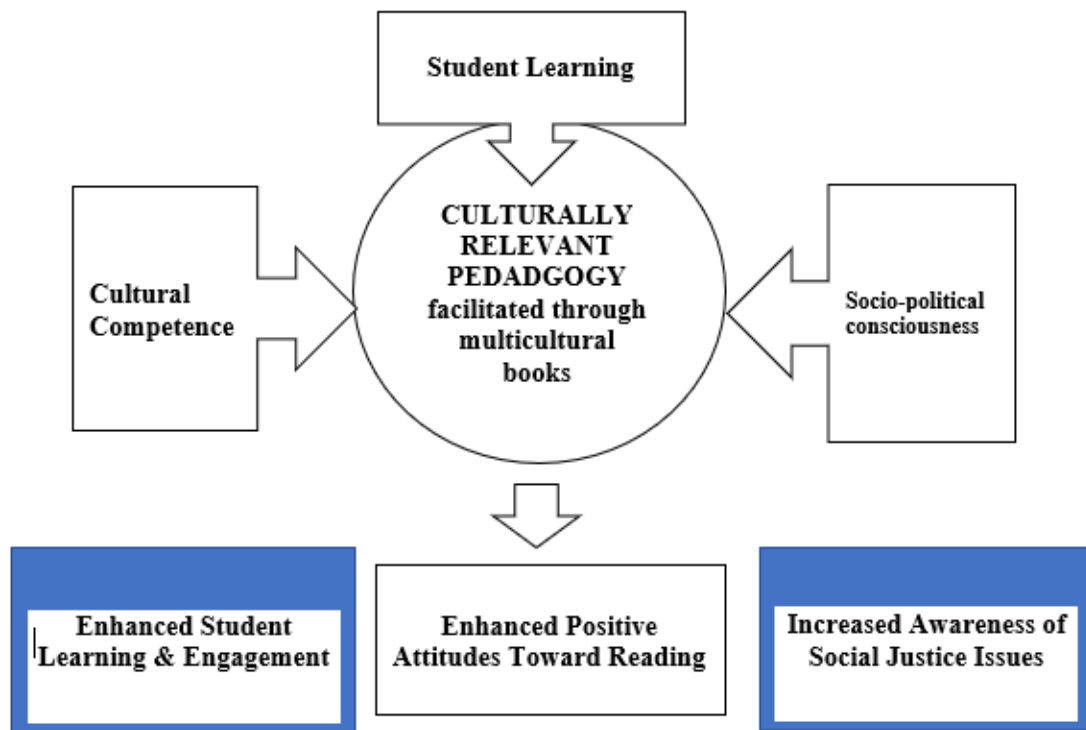 Student Learning
CULTURALLY
RELEVANT
PEDADGOGY
facilitated through
multicultural
books
Cultural
Competence
Socio-political
consciousness
Enhanced Student
Learning & Engagement
Enhanced Positive
Attitudes Toward Reading
Increased Awareness of
Social Justice Issues